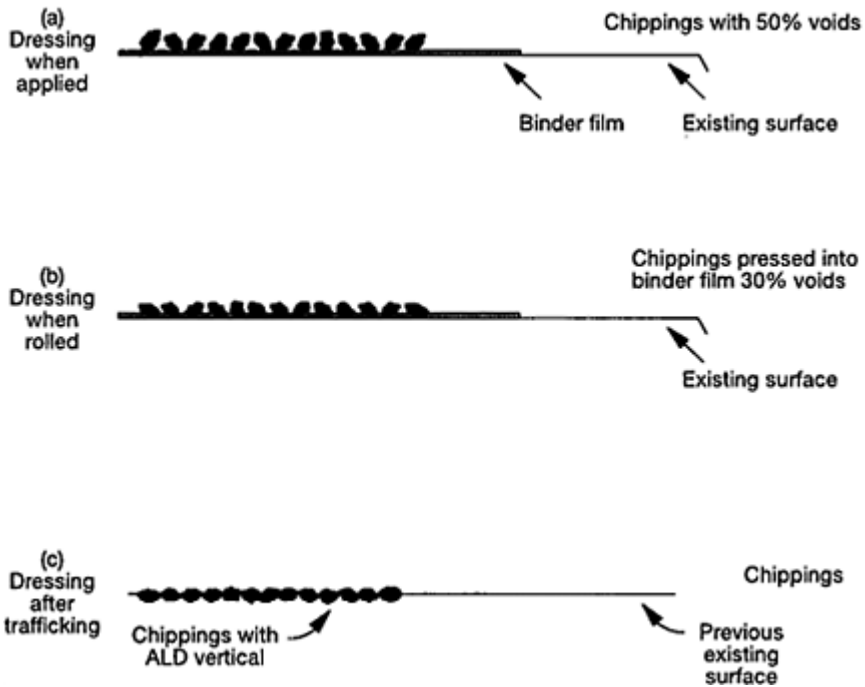 (a)
Dressing
when
applied
Chippings with 50% voids
Binder film
Existing surface
(b)
Dressing
when
rolled
Chippings pressed into
binder film 30% voids
Existing surface
(c)
Dressing
after
trafficking
Chippings
Chippings with
ALD vertical
Previous
existing
surface